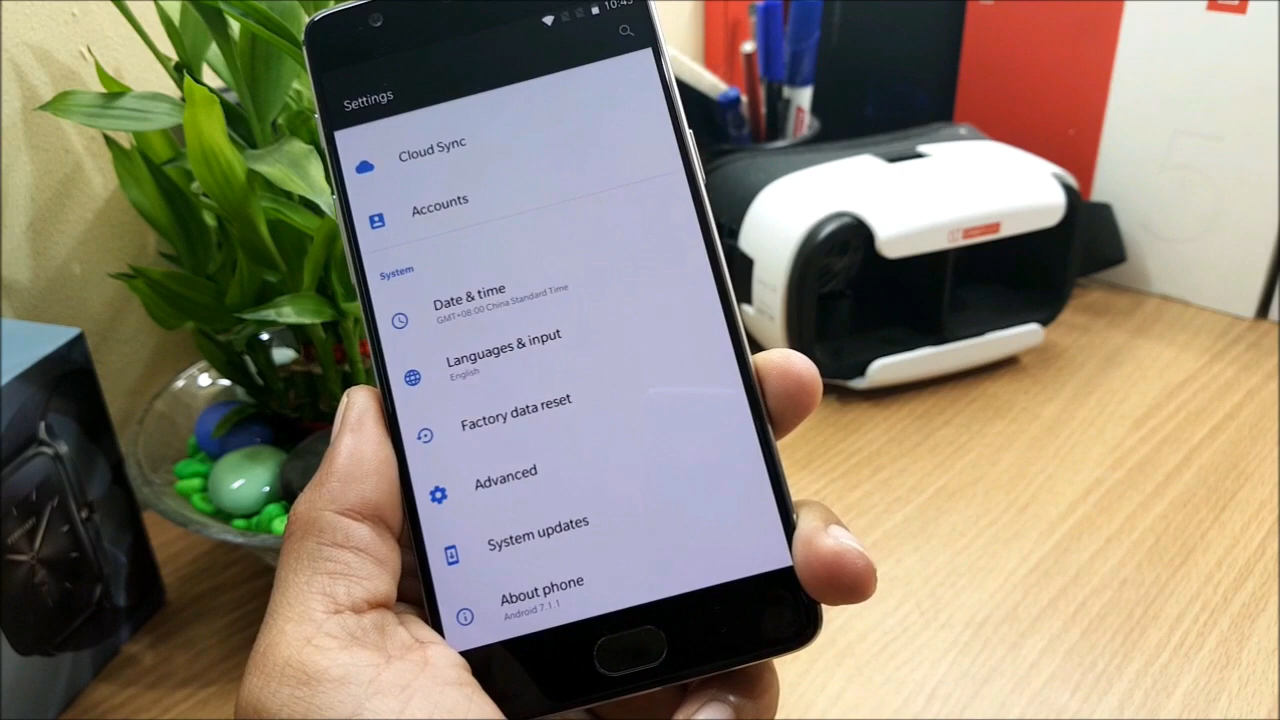 10:45
Settings
Cloud Sync
Accounts
System
Date & time
GMT+08:00 China Standard Time
Languages & input
English
Factory data reset
Advanced
System updates
About phone
Android 7.1.1
5